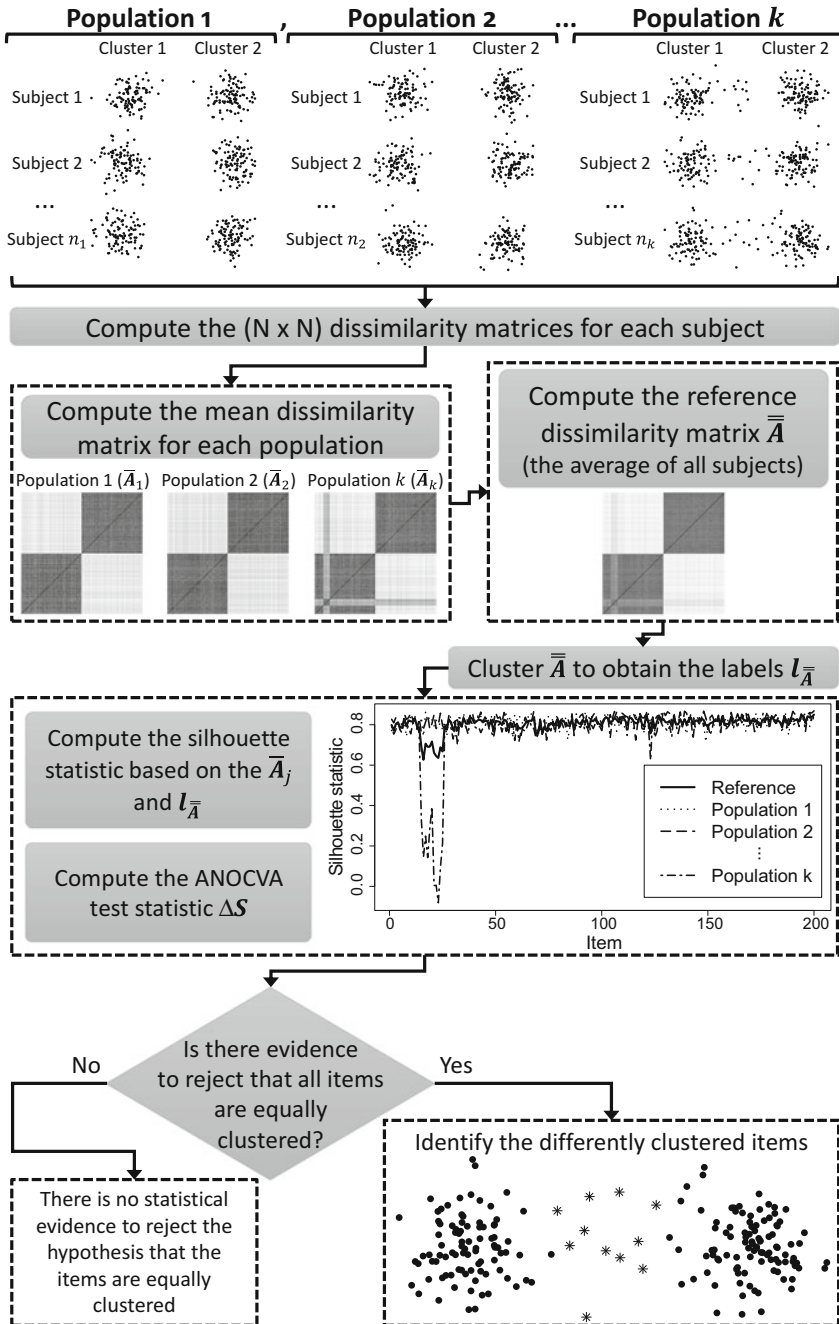 Population 1 , Population 2 ... Population k
Cluster 1 Cluster 2 Cluster 1 Cluster 2 Cluster 1 Cluster 2
Subject 1 Subject 1 Subject 1
Subject 2 Subject 2 Subject 2
... ... ...
Subject n₁ Subject n₂ Subject nₖ
Compute the (N x N) dissimilarity matrices for each subject
Compute the mean dissimilarity
matrix for each population
Population 1 (A̅₁) Population 2 (A̅₂) Population k (A̅ₖ)
Compute the reference
dissimilarity matrix A̿
(the average of all subjects)
Cluster A̿ to obtain the labels l_A̿
Compute the silhouette
statistic based on the A̅ⱼ
and l_A̿
Compute the ANOCVA
test statistic ΔS
Silhouette statistic
0.8
0.6
0.4
0.2
0.0
Reference
Population 1
Population 2
⋮
Population k
0 50 100 150 200
Item
Is there evidence
to reject that all items
are equally
clustered?
No
Yes
There is no statistical
evidence to reject the
hypothesis that the
items are equally
clustered
Identify the differently clustered items